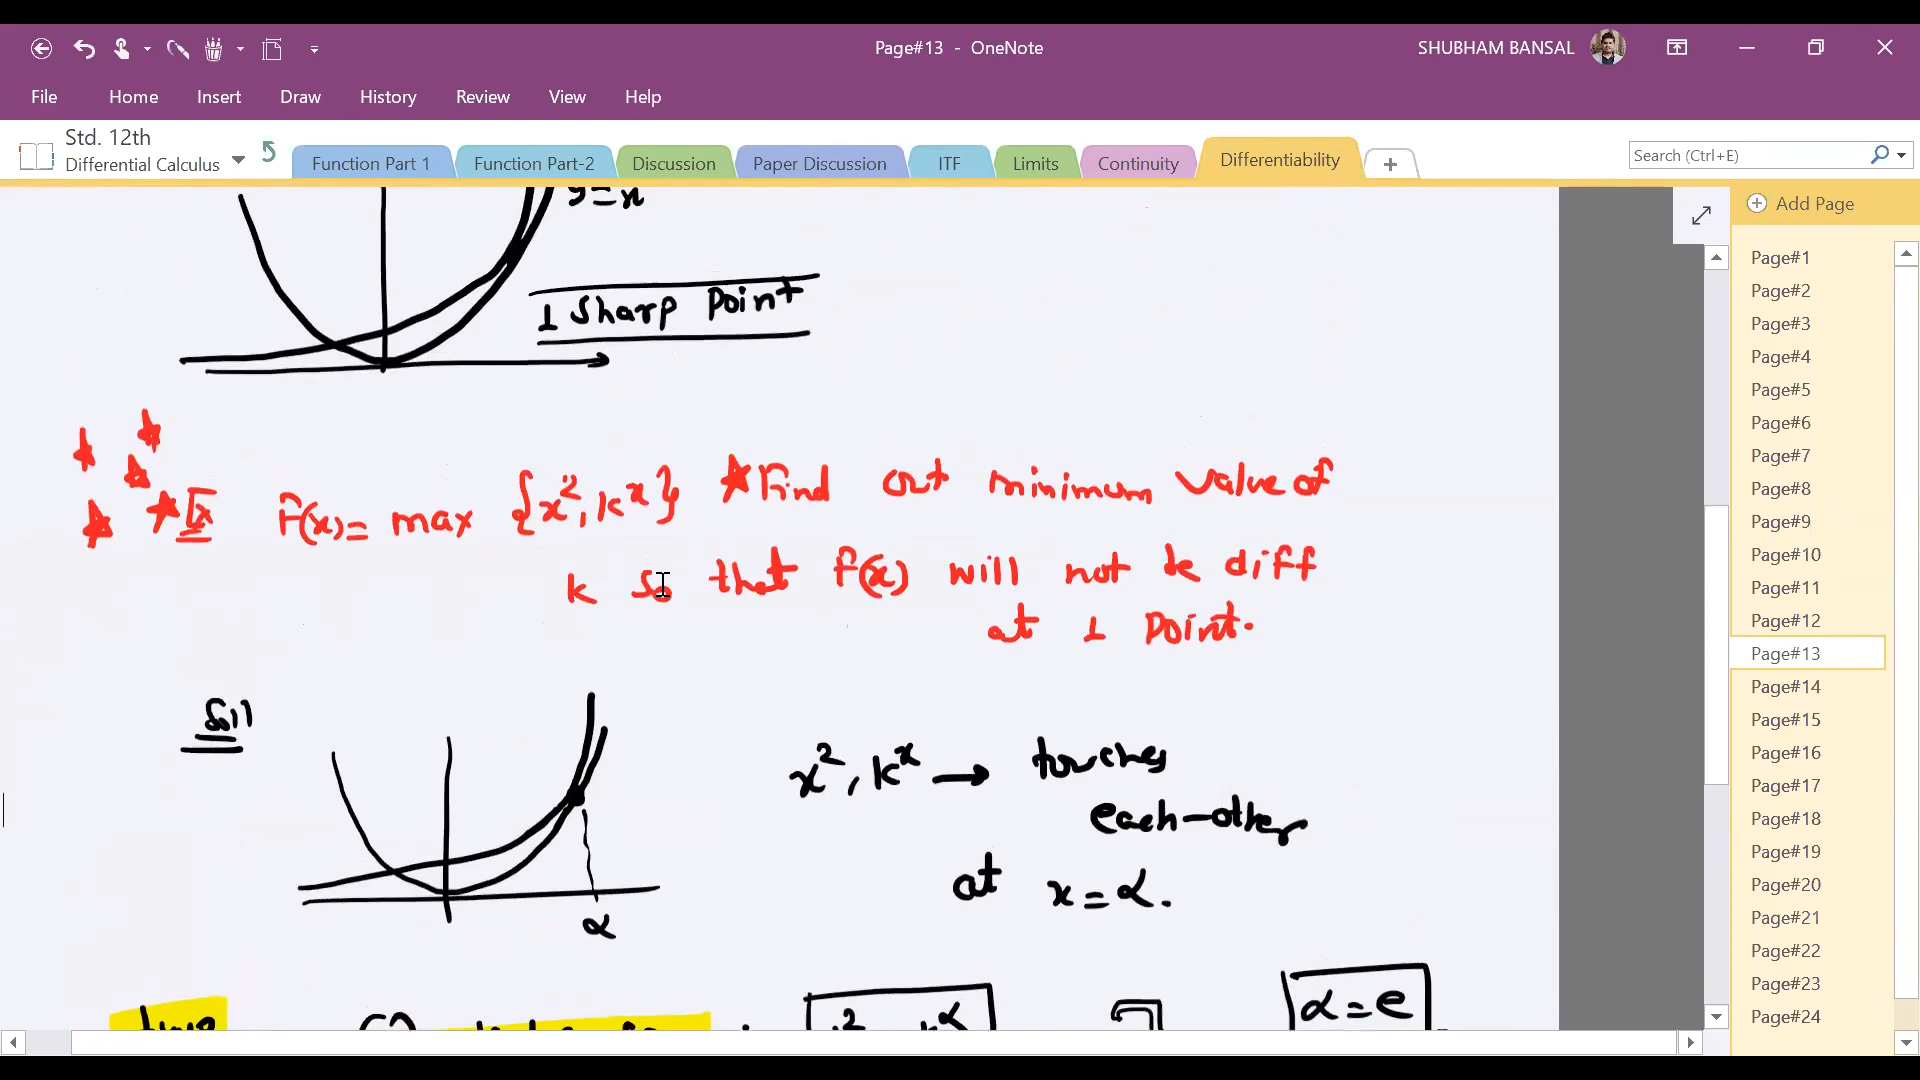 Page#13 - OneNote
SHUBHAM BANSAL
File Home Insert Draw History Review View Help
Std. 12th
Differential Calculus
Function Part 1 Function Part-2 Discussion Paper Discussion ITF Limits Continuity Differentiability
Search (Ctrl+E)
Add Page
y=x
1 Sharp Point
Ex f(x)= max {x², k^x} Find out minimum value of
k so that f(x) will not be diff
at 1 Point.
Sol
x², k^x → touches
each-other
at x=α.
α
α=e
Page#1
Page#2
Page#3
Page#4
Page#5
Page#6
Page#7
Page#8
Page#9
Page#10
Page#11
Page#12
Page#13
Page#14
Page#15
Page#16
Page#17
Page#18
Page#19
Page#20
Page#21
Page#22
Page#23
Page#24